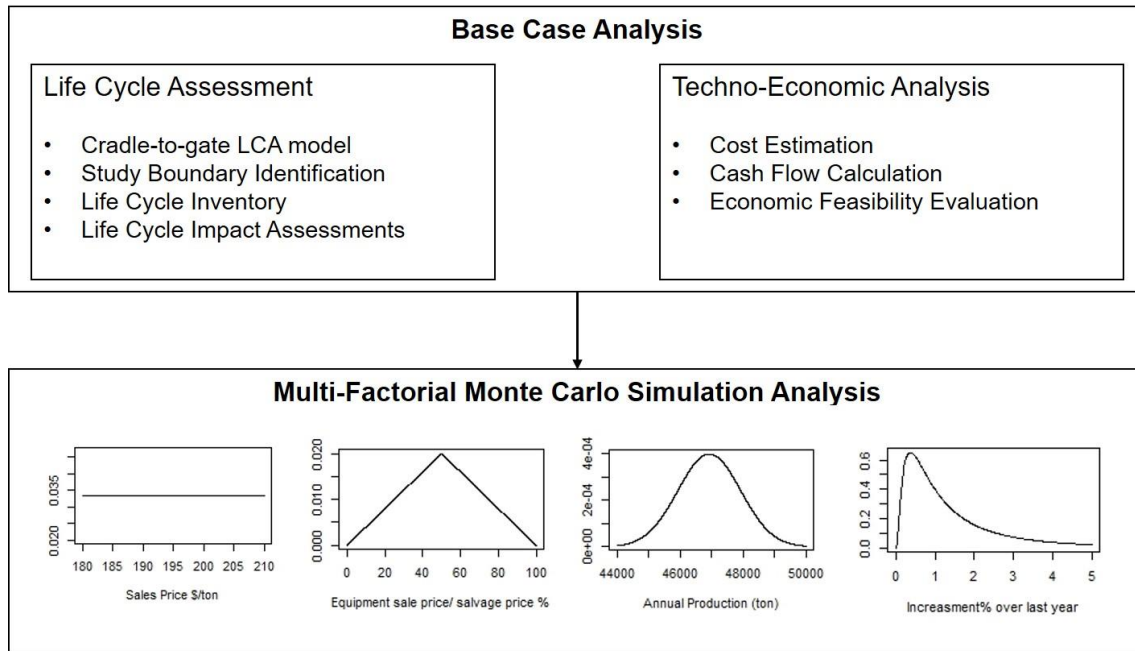 Base Case Analysis
Life Cycle Assessment
• Cradle-to-gate LCA model
• Study Boundary Identification
• Life Cycle Inventory
• Life Cycle Impact Assessments
Techno-Economic Analysis
• Cost Estimation
• Cash Flow Calculation
• Economic Feasibility Evaluation
Multi-Factorial Monte Carlo Simulation Analysis
0.020 0.035
180 185 190 195 200 205 210
Sales Price $/ton
0.000 0.010 0.020
0 20 40 60 80 100
Equipment sale price/ salvage price %
0e+00 2e-04 4e-04
44000 46000 48000 50000
Annual Production (ton)
0.0 0.2 0.4 0.6
0 1 2 3 4 5
Increasment% over last year